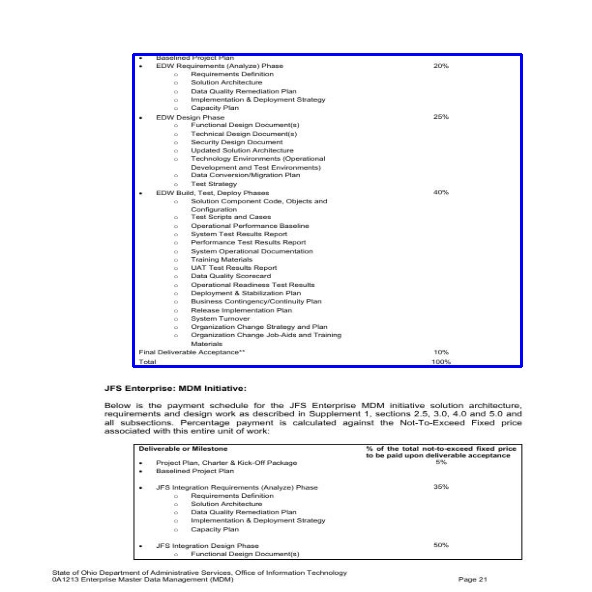 • Baselined Project Plan
• EDW Requirements (Analyze) Phase 20%
o Requirements Definition
o Solution Architecture
o Data Quality Remediation Plan
o Implementation & Deployment Strategy
o Capacity Plan
• EDW Design Phase 25%
o Functional Design Document(s)
o Technical Design Document(s)
o Security Design Document
o Updated Solution Architecture
o Technology Environments (Operational
Development and Test Environments)
o Data Conversion/Migration Plan
o Test Strategy
• EDW Build, Test, Deploy Phases 40%
o Solution Component Code, Objects and
Configuration
o Test Scripts and Cases
o Operational Performance Baseline
o System Test Results Report
o Performance Test Results Report
o System Operational Documentation
o Training Materials
o UAT Test Results Report
o Data Quality Scorecard
o Operational Readiness Test Results
o Deployment & Stabilization Plan
o Business Contingency/Continuity Plan
o Release Implementation Plan
o System Turnover
o Organization Change Strategy and Plan
o Organization Change Job-Aids and Training
Materials
Final Deliverable Acceptance** 10%
Total 100%
JFS Enterprise: MDM Initiative:
Below is the payment schedule for the JFS Enterprise MDM initiative solution architecture,
requirements and design work as described in Supplement 1, sections 2.5, 3.0, 4.0 and 5.0 and
all subsections. Percentage payment is calculated against the Not-To-Exceed Fixed price
associated with this entire unit of work:
Deliverable or Milestone % of the total not-to-exceed fixed price
to be paid upon deliverable acceptance
• Project Plan, Charter & Kick-Off Package 5%
• Baselined Project Plan
• JFS Integration Requirements (Analyze) Phase 35%
o Requirements Definition
o Solution Architecture
o Data Quality Remediation Plan
o Implementation & Deployment Strategy
o Capacity Plan
• JFS Integration Design Phase 50%
o Functional Design Document(s)
State of Ohio Department of Administrative Services, Office of Information Technology
0A1213 Enterprise Master Data Management (MDM) Page 21